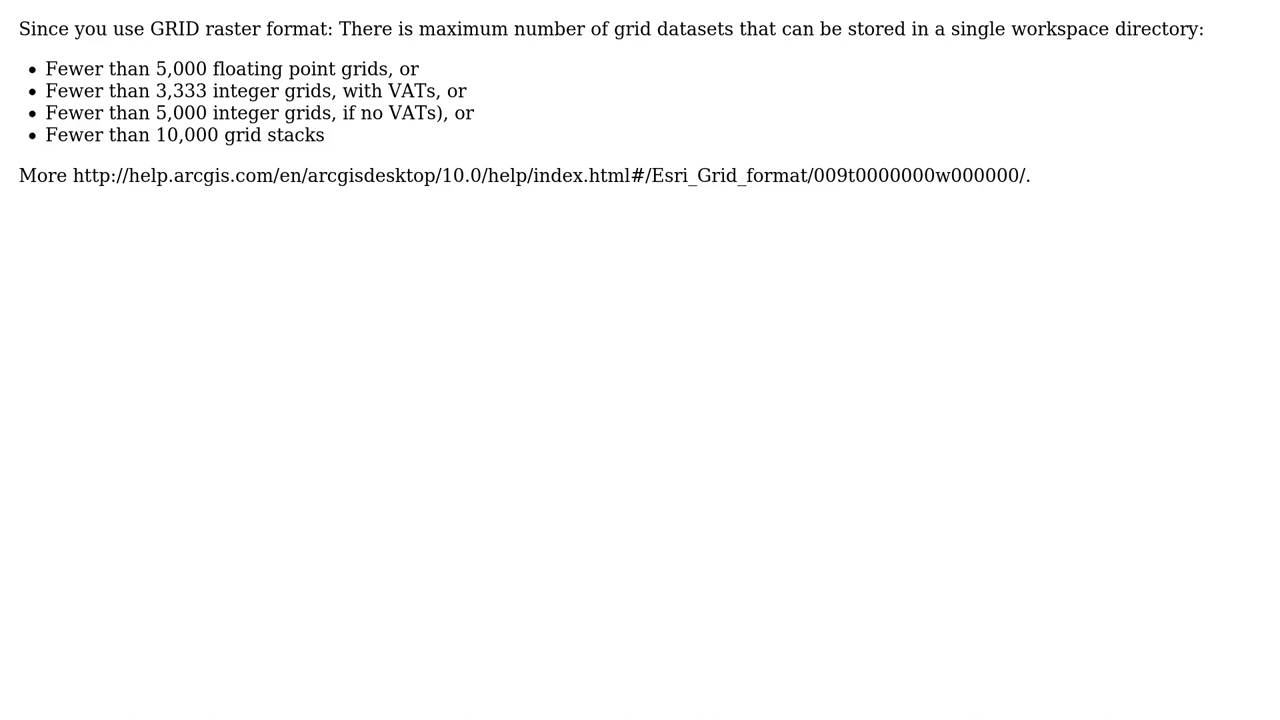 Since you use GRID raster format: There is maximum number of grid datasets that can be stored in a single workspace directory:
• Fewer than 5,000 floating point grids, or
• Fewer than 3,333 integer grids, with VATs, or
• Fewer than 5,000 integer grids, if no VATs), or
• Fewer than 10,000 grid stacks
More http://help.arcgis.com/en/arcgisdesktop/10.0/help/index.html#/Esri_Grid_format/009t0000000w000000/.